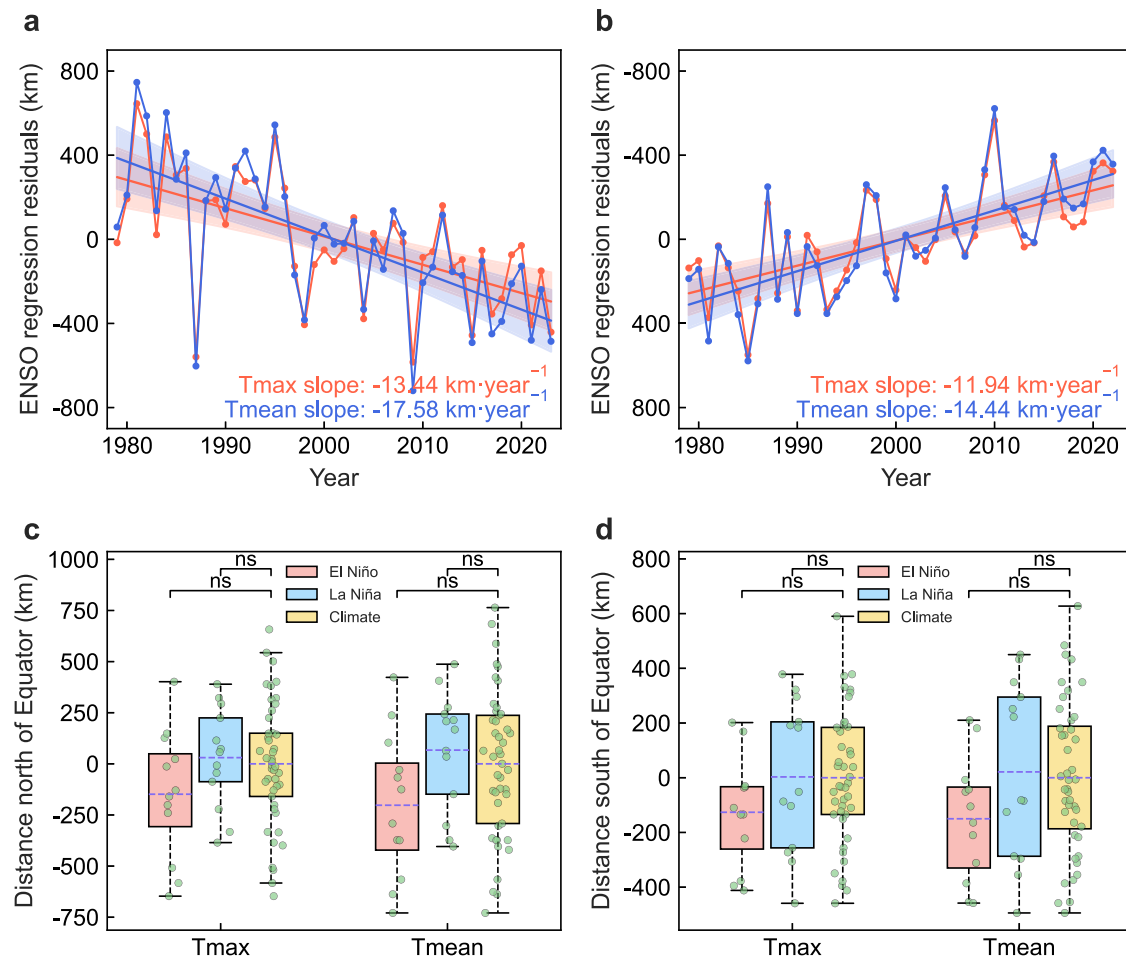 a
ENSO regression residuals (km)
800
400
0
-400
-800
Tmax slope: -13.44 km·year⁻¹
Tmean slope: -17.58 km·year⁻¹
1980
1990
2000
2010
2020
Year
b
ENSO regression residuals (km)
-800
-400
0
400
800
Tmax slope: -11.94 km·year⁻¹
Tmean slope: -14.44 km·year⁻¹
1980
1990
2000
2010
2020
Year
c
Distance north of Equator (km)
1000
750
500
250
0
-250
-500
-750
ns
ns
ns
ns
El Niño
La Niña
Climate
Tmax
Tmean
d
Distance south of Equator (km)
800
600
400
200
0
-200
-400
ns
ns
ns
ns
El Niño
La Niña
Climate
Tmax
Tmean